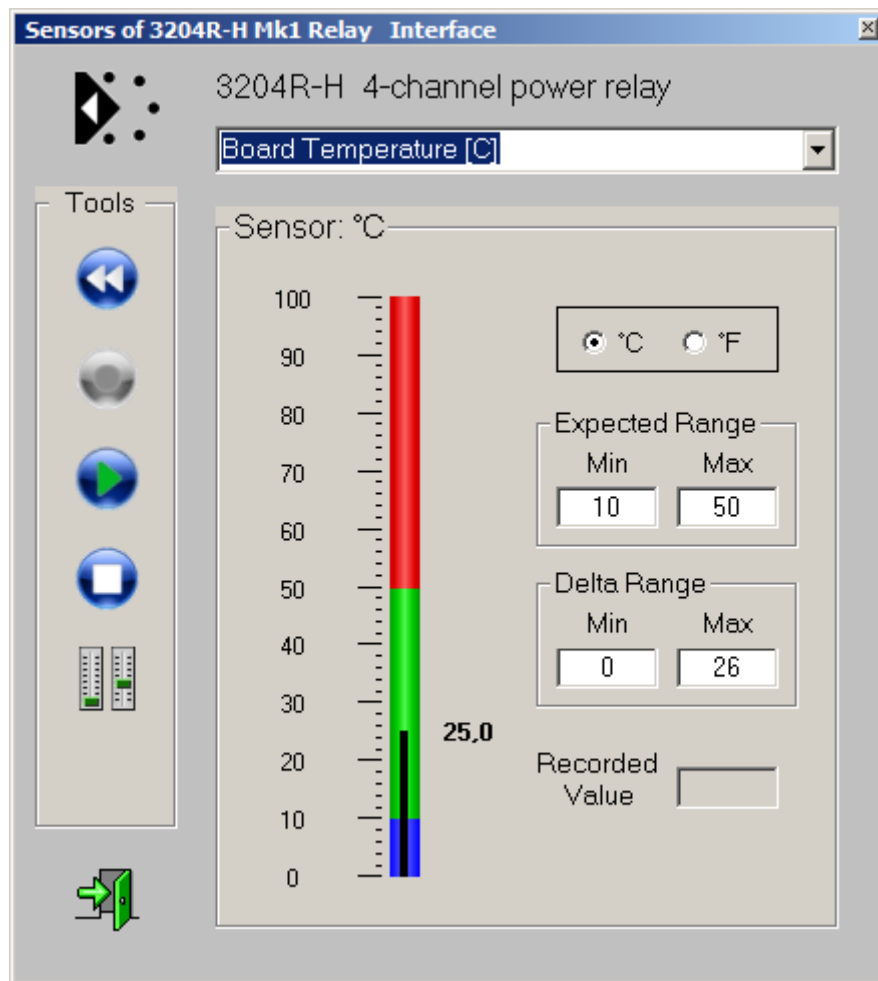 Sensors of 3204R-H Mk1 Relay Interface
3204R-H 4-channel power relay
Board Temperature [C]
Tools
Sensor: °C
100
90
80
70
60
50
40
30
20
10
0
25,0
°C °F
Expected Range
Min Max
10 50
Delta Range
Min Max
0 26
Recorded
Value